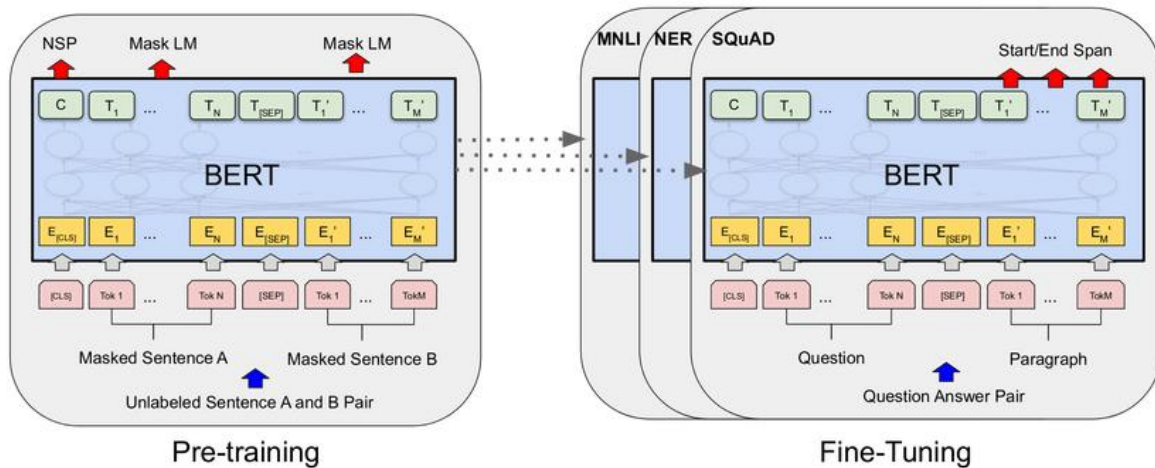 NSP Mask LM Mask LM
C T1 ... TN T[SEP] T1' ... TM'
BERT
E[CLS] E1 ... EN E[SEP] E1' ... EM'
[CLS] Tok 1 ... Tok N [SEP] Tok 1 ... TokM
Masked Sentence A Masked Sentence B
Unlabeled Sentence A and B Pair
Pre-training
MNLI NER SQuAD
Start/End Span
C T1 ... TN T[SEP] T1' ... TM'
BERT
E[CLS] E1 ... EN E[SEP] E1' ... EM'
[CLS] Tok 1 ... Tok N [SEP] Tok 1 ... TokM
Question Paragraph
Question Answer Pair
Fine-Tuning